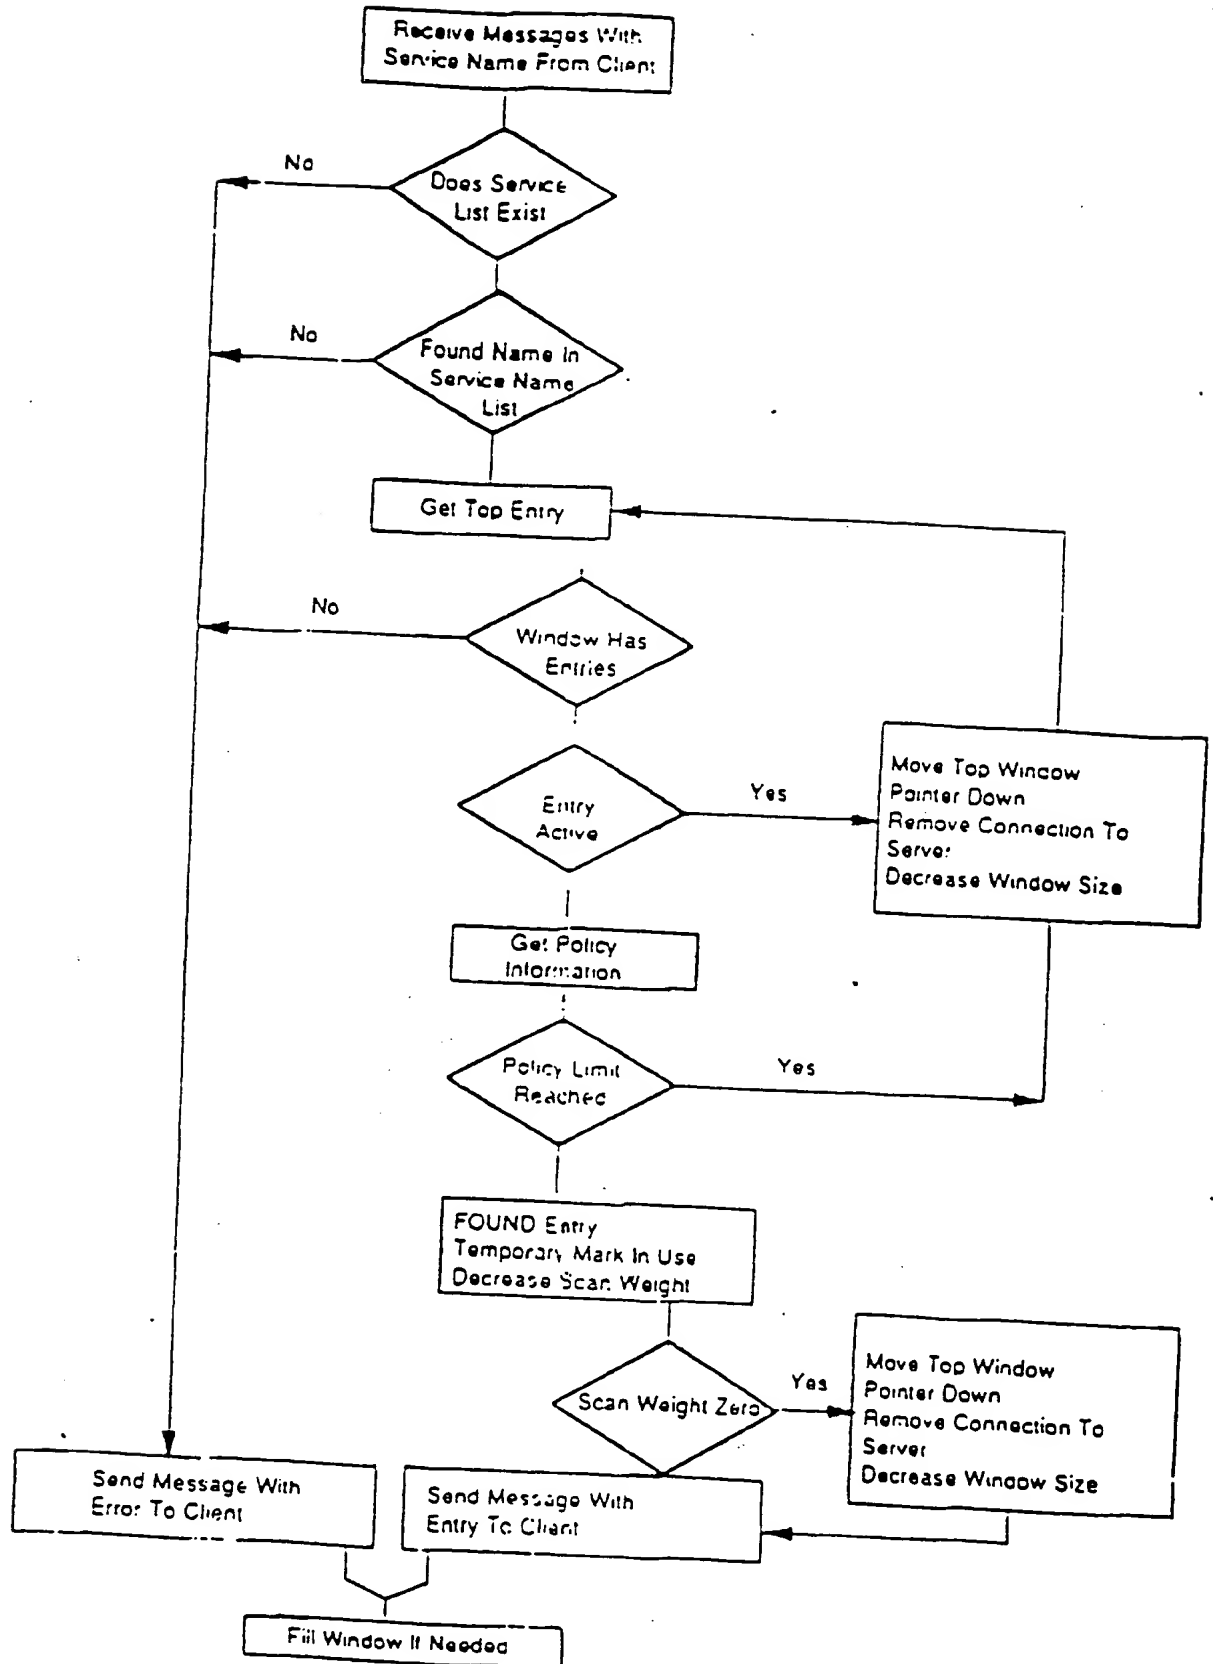 Receive Messages With
Service Name From Client
No
Does Service
List Exist
No
Found Name In
Service Name
List
Get Top Entry
No
Window Has
Entries
Entry
Active
Yes
Move Top Window
Pointer Down
Remove Connection To
Server
Decrease Window Size
Get Policy
Information
Policy Limit
Reached
Yes
FOUND Entry
Temporary Mark In Use
Decrease Scan Weight
Scan Weight Zero
Yes
Move Top Window
Pointer Down
Remove Connection To
Server
Decrease Window Size
Send Message With
Error To Client
Send Message With
Entry To Client
Fill Window If Needed